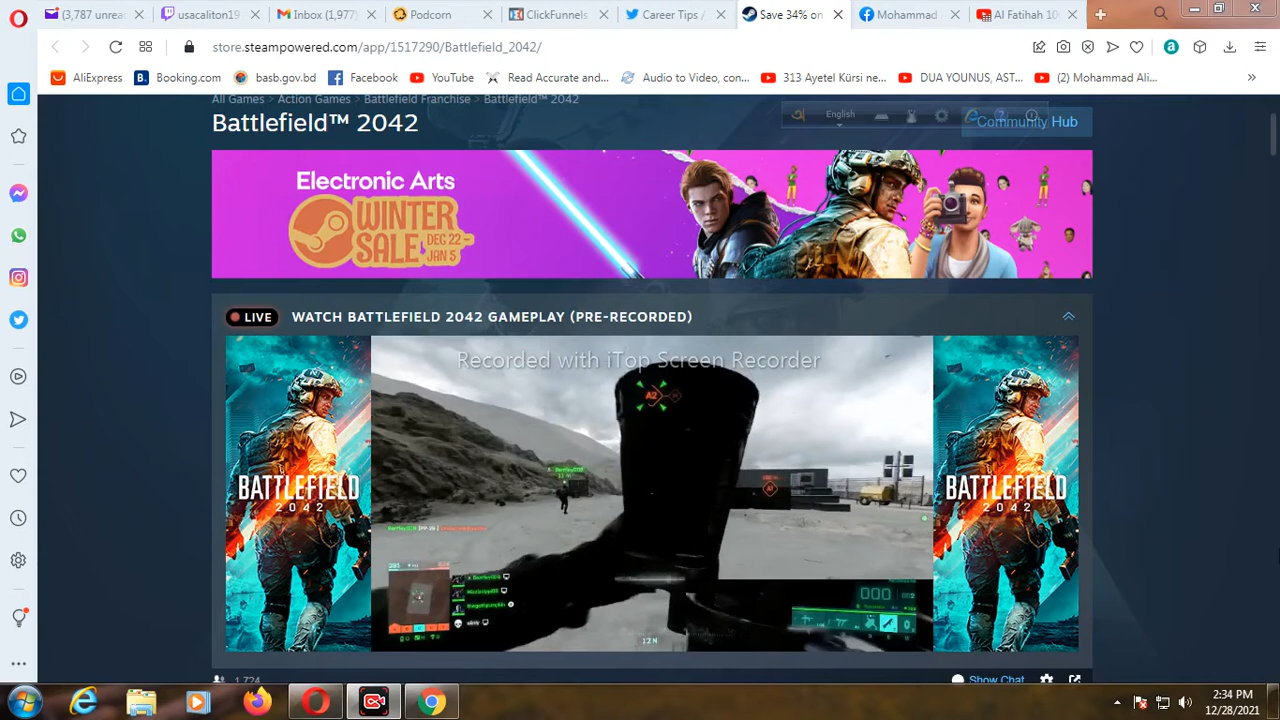 (3,787 unrea
usacaliton19
Inbox (1,977)
Podcorn
ClickFunnels
Career Tips /
Save 34% on
Mohammad
Al Fatihah 10
store.steampowered.com/app/1517290/Battlefield_2042/
AliExpress
Booking.com
basb.gov.bd
Facebook
YouTube
Read Accurate and...
Audio to Video, con...
313 Ayetel Kürsi ne...
DUA YOUNUS, AST...
(2) Mohammad Ali...
All Games > Action Games > Battlefield Franchise > Battlefield™ 2042
English
Battlefield™ 2042
Community Hub
Electronic Arts
WINTER
SALE
DEC 22 –
JAN 5
LIVE
WATCH BATTLEFIELD 2042 GAMEPLAY (PRE-RECORDED)
Recorded with iTop Screen Recorder
A2
A1
BATTLEFIELD
2042
BATTLEFIELD
2042
000
12 N
1,724
Show Chat
2:34 PM
12/28/2021